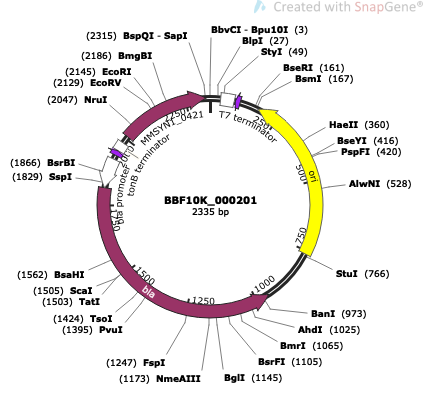 Created with SnapGene®
(2315) BspQI - SapI
BbvCI - Bpu10I (3)
BlpI (27)
StyI (49)
(2186) BmgBI
(2145) EcoRI
(2129) EcoRV
(2047) NruI
BseRI (161)
BsmI (167)
HaeII (360)
BseYI (416)
PspFI (420)
AlwNI (528)
(1866) BsrBI
(1829) SspI
MMSYN1_0421
T7 terminator
tonB terminator
bla promoter
ori
BBF10K_000201
2335 bp
250
500
750
1000
1250
1500
1750
2000
2250
bla
StuI (766)
(1562) BsaHI
(1505) ScaI
(1503) TatI
(1424) TsoI
(1395) PvuI
BanI (973)
AhdI (1025)
BmrI (1065)
BsrFI (1105)
BglI (1145)
(1247) FspI
(1173) NmeAIII